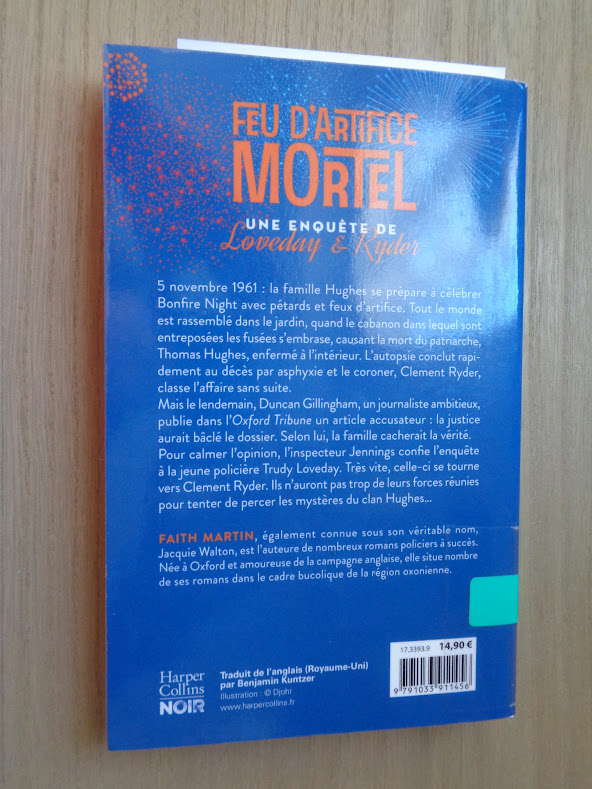 FEU D'ARTIFICE
MORTEL
UNE ENQUÊTE DE
Loveday & Ryder
5 novembre 1961 : la famille Hughes se prépare à célébrer
Bonfire Night avec pétards et feux d'artifice. Tout le monde
est rassemblé dans le jardin, quand le cabanon dans lequel sont
entreposées les fusées s'embrase, causant la mort du patriarche,
Thomas Hughes, enfermé à l'intérieur. L'autopsie conclut rapi-
dement au décès par asphyxie et le coroner, Clement Ryder,
classe l'affaire sans suite.
Mais le lendemain, Duncan Gillingham, un journaliste ambitieux,
publie dans l'Oxford Tribune un article accusateur : la justice
aurait bâclé le dossier. Selon lui, la famille cacherait la vérité.
Pour calmer l'opinion, l'inspecteur Jennings confie l'enquête
à la jeune policière Trudy Loveday. Très vite, celle-ci se tourne
vers Clement Ryder. Ils n'auront pas trop de leurs forces réunies
pour tenter de percer les mystères du clan Hughes...
FAITH MARTIN, également connue sous son véritable nom,
Jacquie Walton, est l'auteure de nombreux romans policiers à succès.
Née à Oxford et amoureuse de la campagne anglaise, elle situe nombre
de ses romans dans le cadre bucolique de la région oxonienne.
17.3393.9 14,90 €
9 791033 911456
Harper
Collins
NOIR
Traduit de l'anglais (Royaume-Uni)
par Benjamin Kuntzer
Illustration : © Djohr
www.harpercollins.fr